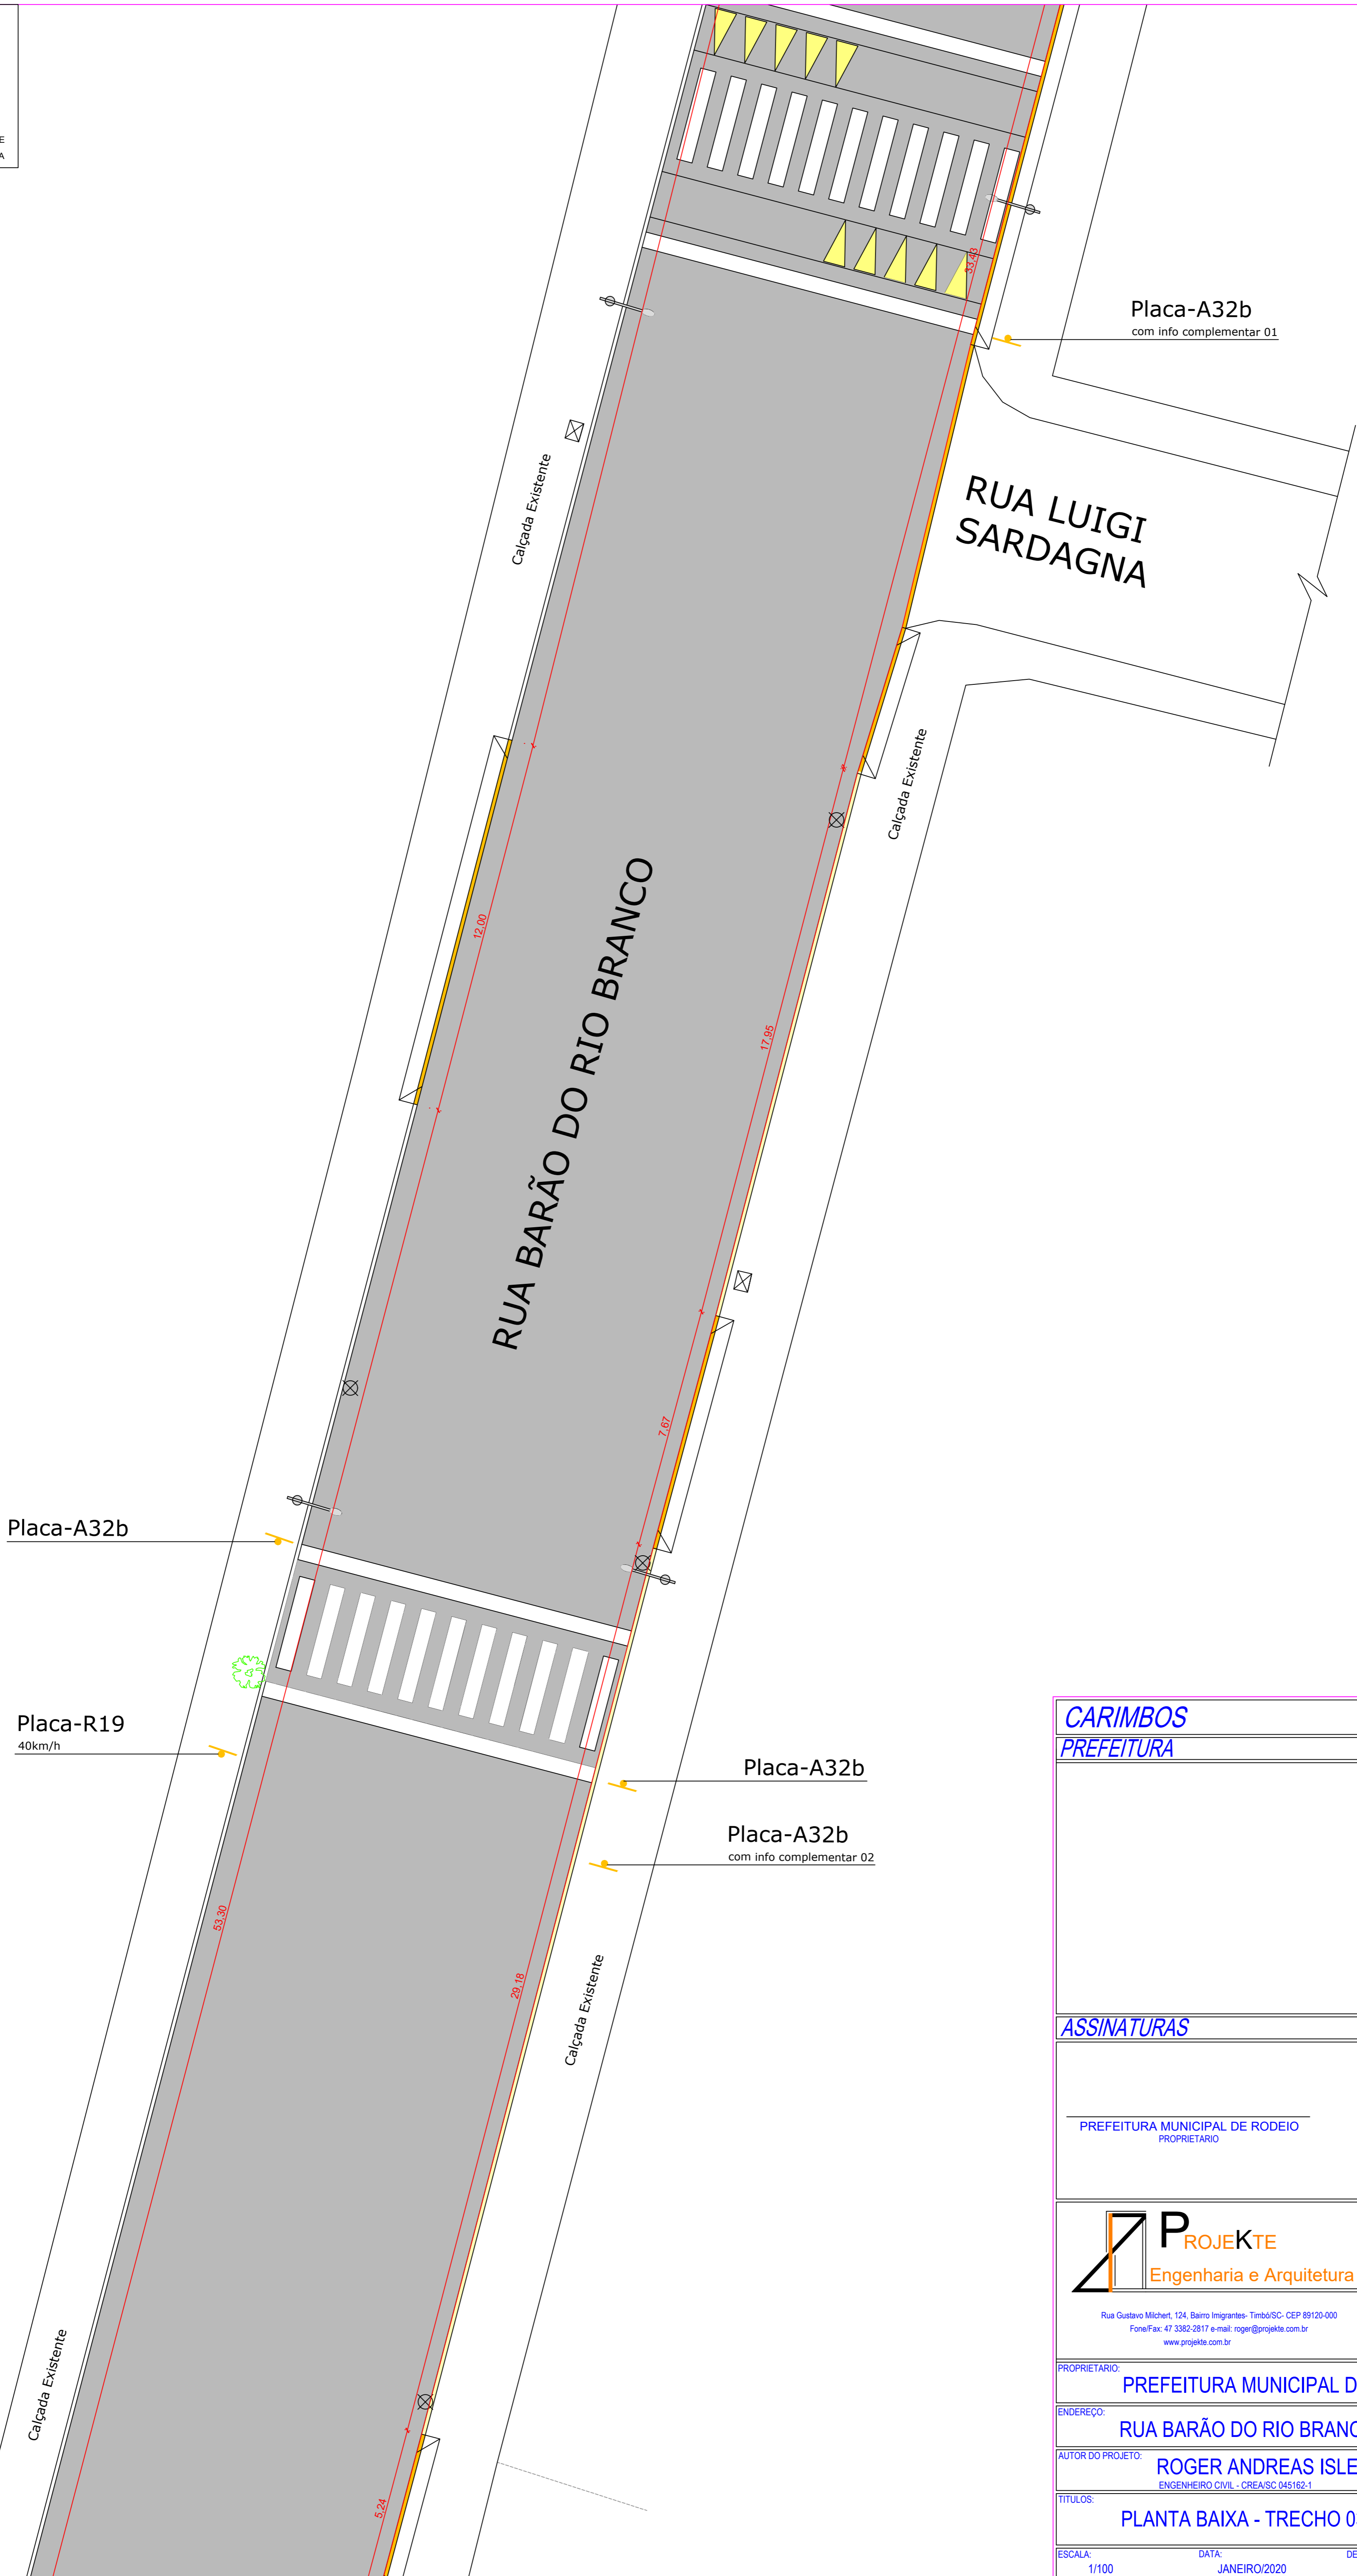 E
A
53,43
Placa-A32b
com info complementar 01
Calçada Existente
RUA LUIGI
SARDAGNA
Calçada Existente
12,00
RUA BARÃO DO RIO BRANCO
17,95
7,67
Placa-A32b
Placa-R19
40km/h
Placa-A32b
Placa-A32b
com info complementar 02
53,30
29,18
Calçada Existente
Calçada Existente
5,24
CARIMBOS
PREFEITURA
ASSINATURAS
PREFEITURA MUNICIPAL DE RODEIO
PROPRIETARIO
PROJEKTE
Engenharia e Arquitetura
Rua Gustavo Milchert, 124, Bairro Imigrantes- Timbó/SC- CEP 89120-000
Fone/Fax: 47 3382-2817 e-mail: roger@projekte.com.br
www.projekte.com.br
PROPRIETARIO:
PREFEITURA MUNICIPAL D
ENDEREÇO:
RUA BARÃO DO RIO BRANC
AUTOR DO PROJETO:
ROGER ANDREAS ISLE
ENGENHEIRO CIVIL - CREA/SC 045162-1
TITULOS:
PLANTA BAIXA - TRECHO 0
ESCALA: DATA: DE
1/100 JANEIRO/2020